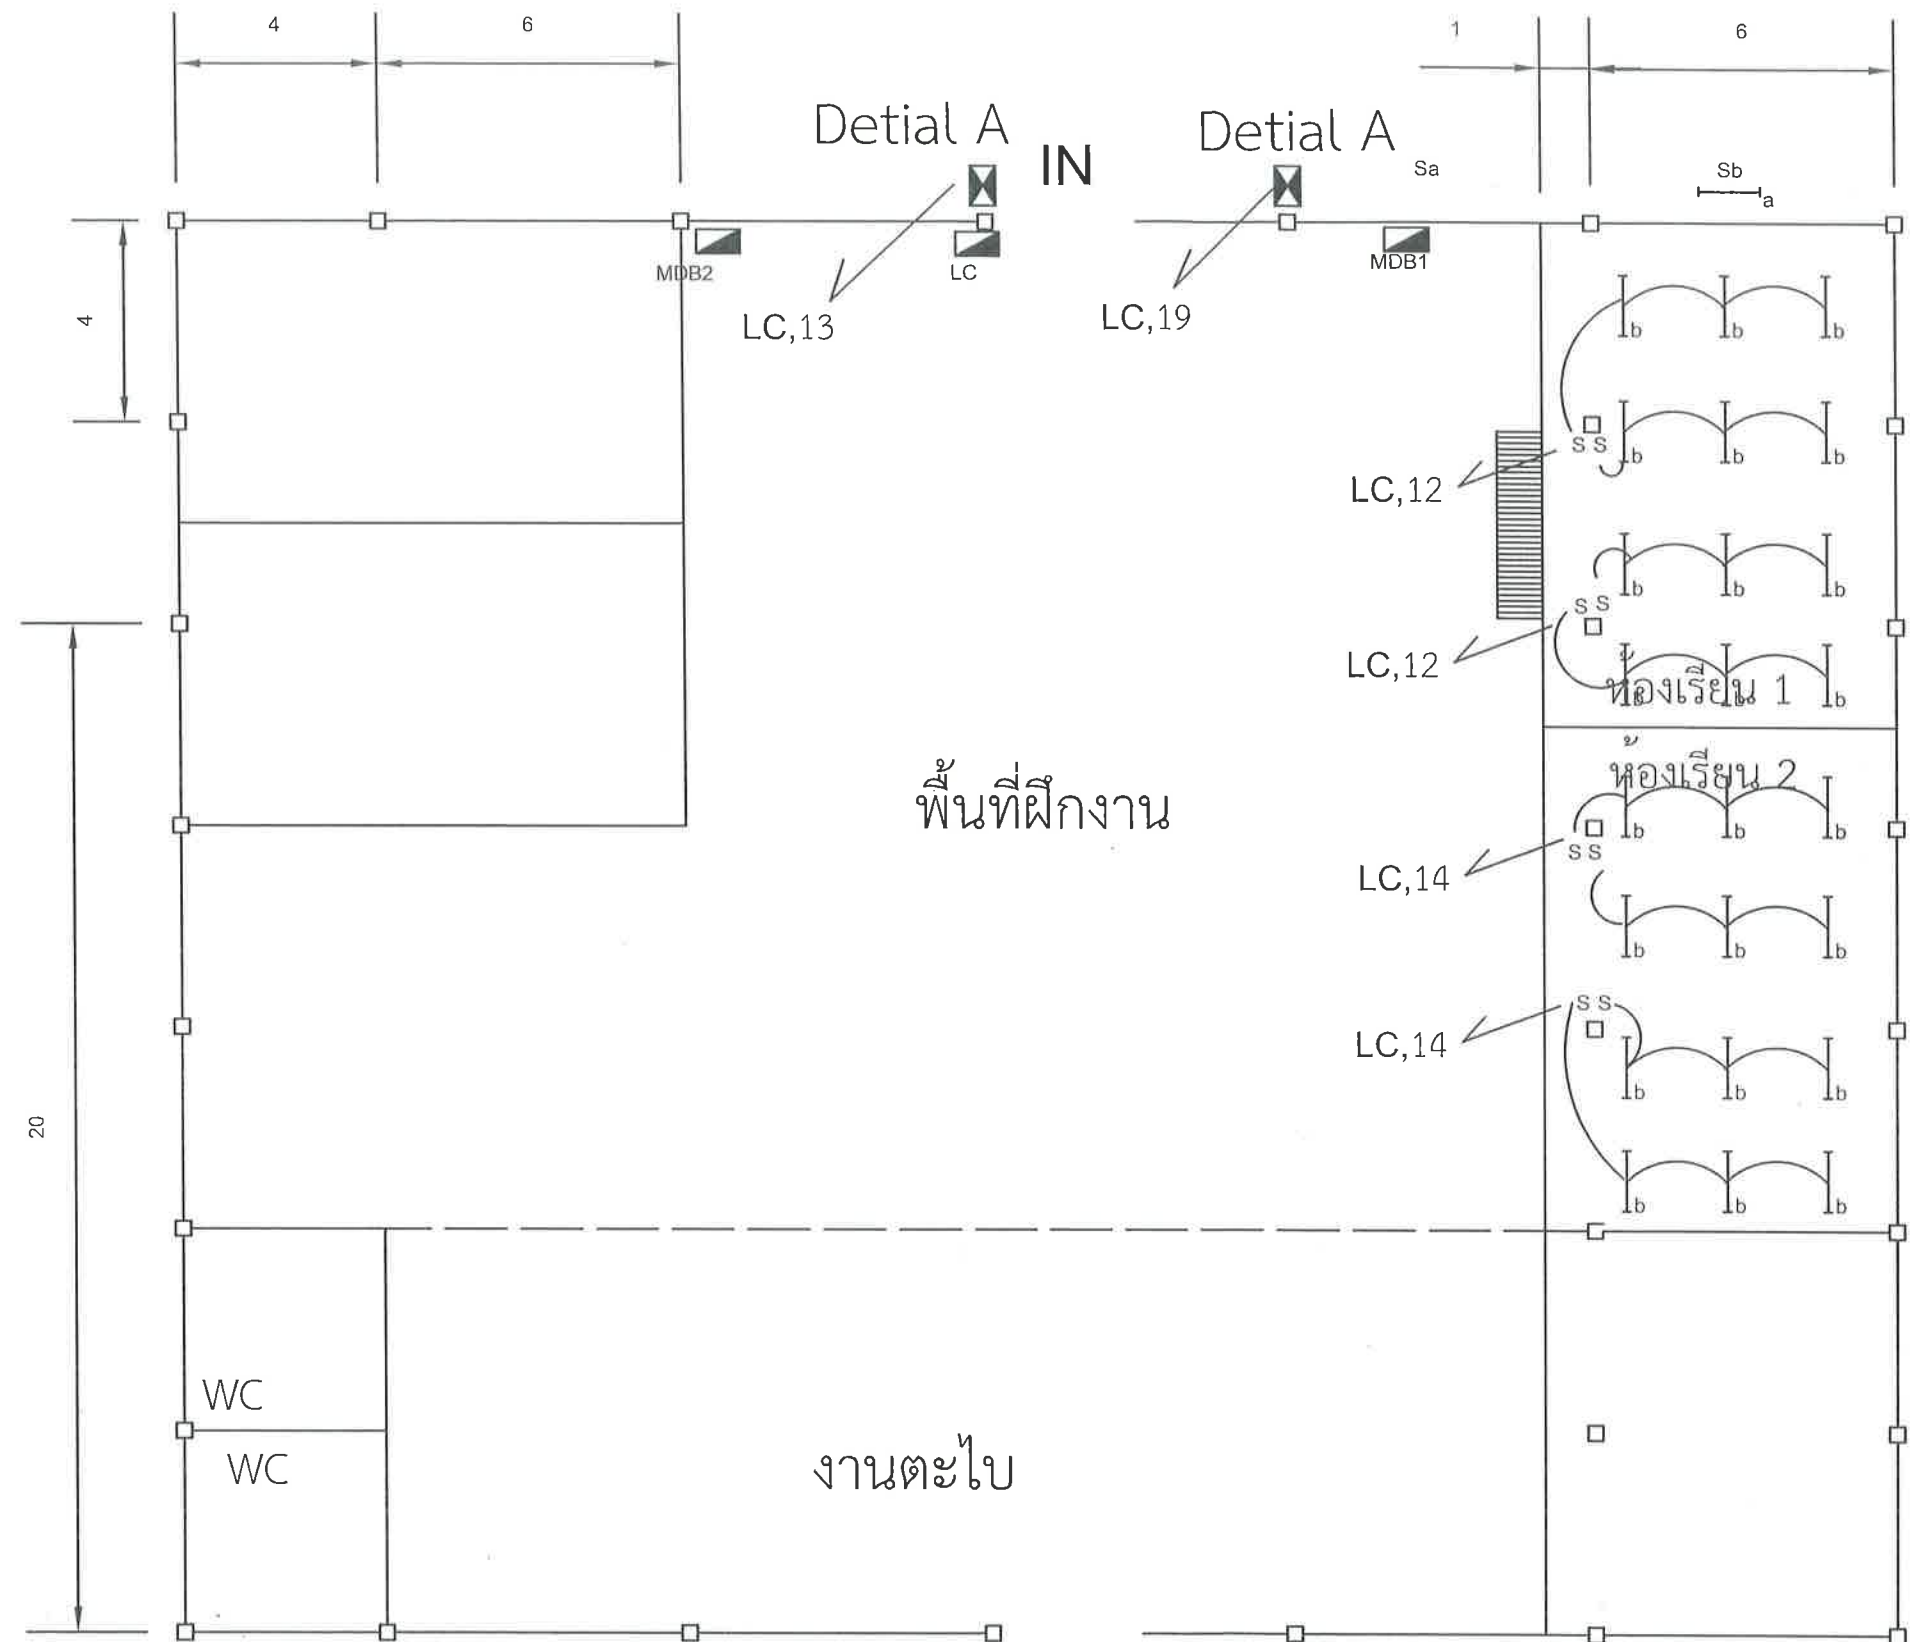 4
6
1
6
Detial A
IN
Detial A
Sa
Sb
a
MDB2
LC
MDB1
4
LC,13
LC,19
b b b
S S
b b b
LC,12
b b b
S S
LC,12
b b b
ห้องเรียน 1
ห้องเรียน 2
พื้นที่ฝึกงาน
b b b
S S
LC,14
b b b
S S
LC,14
b b b
20
b b b
WC
WC
งานตะไบ